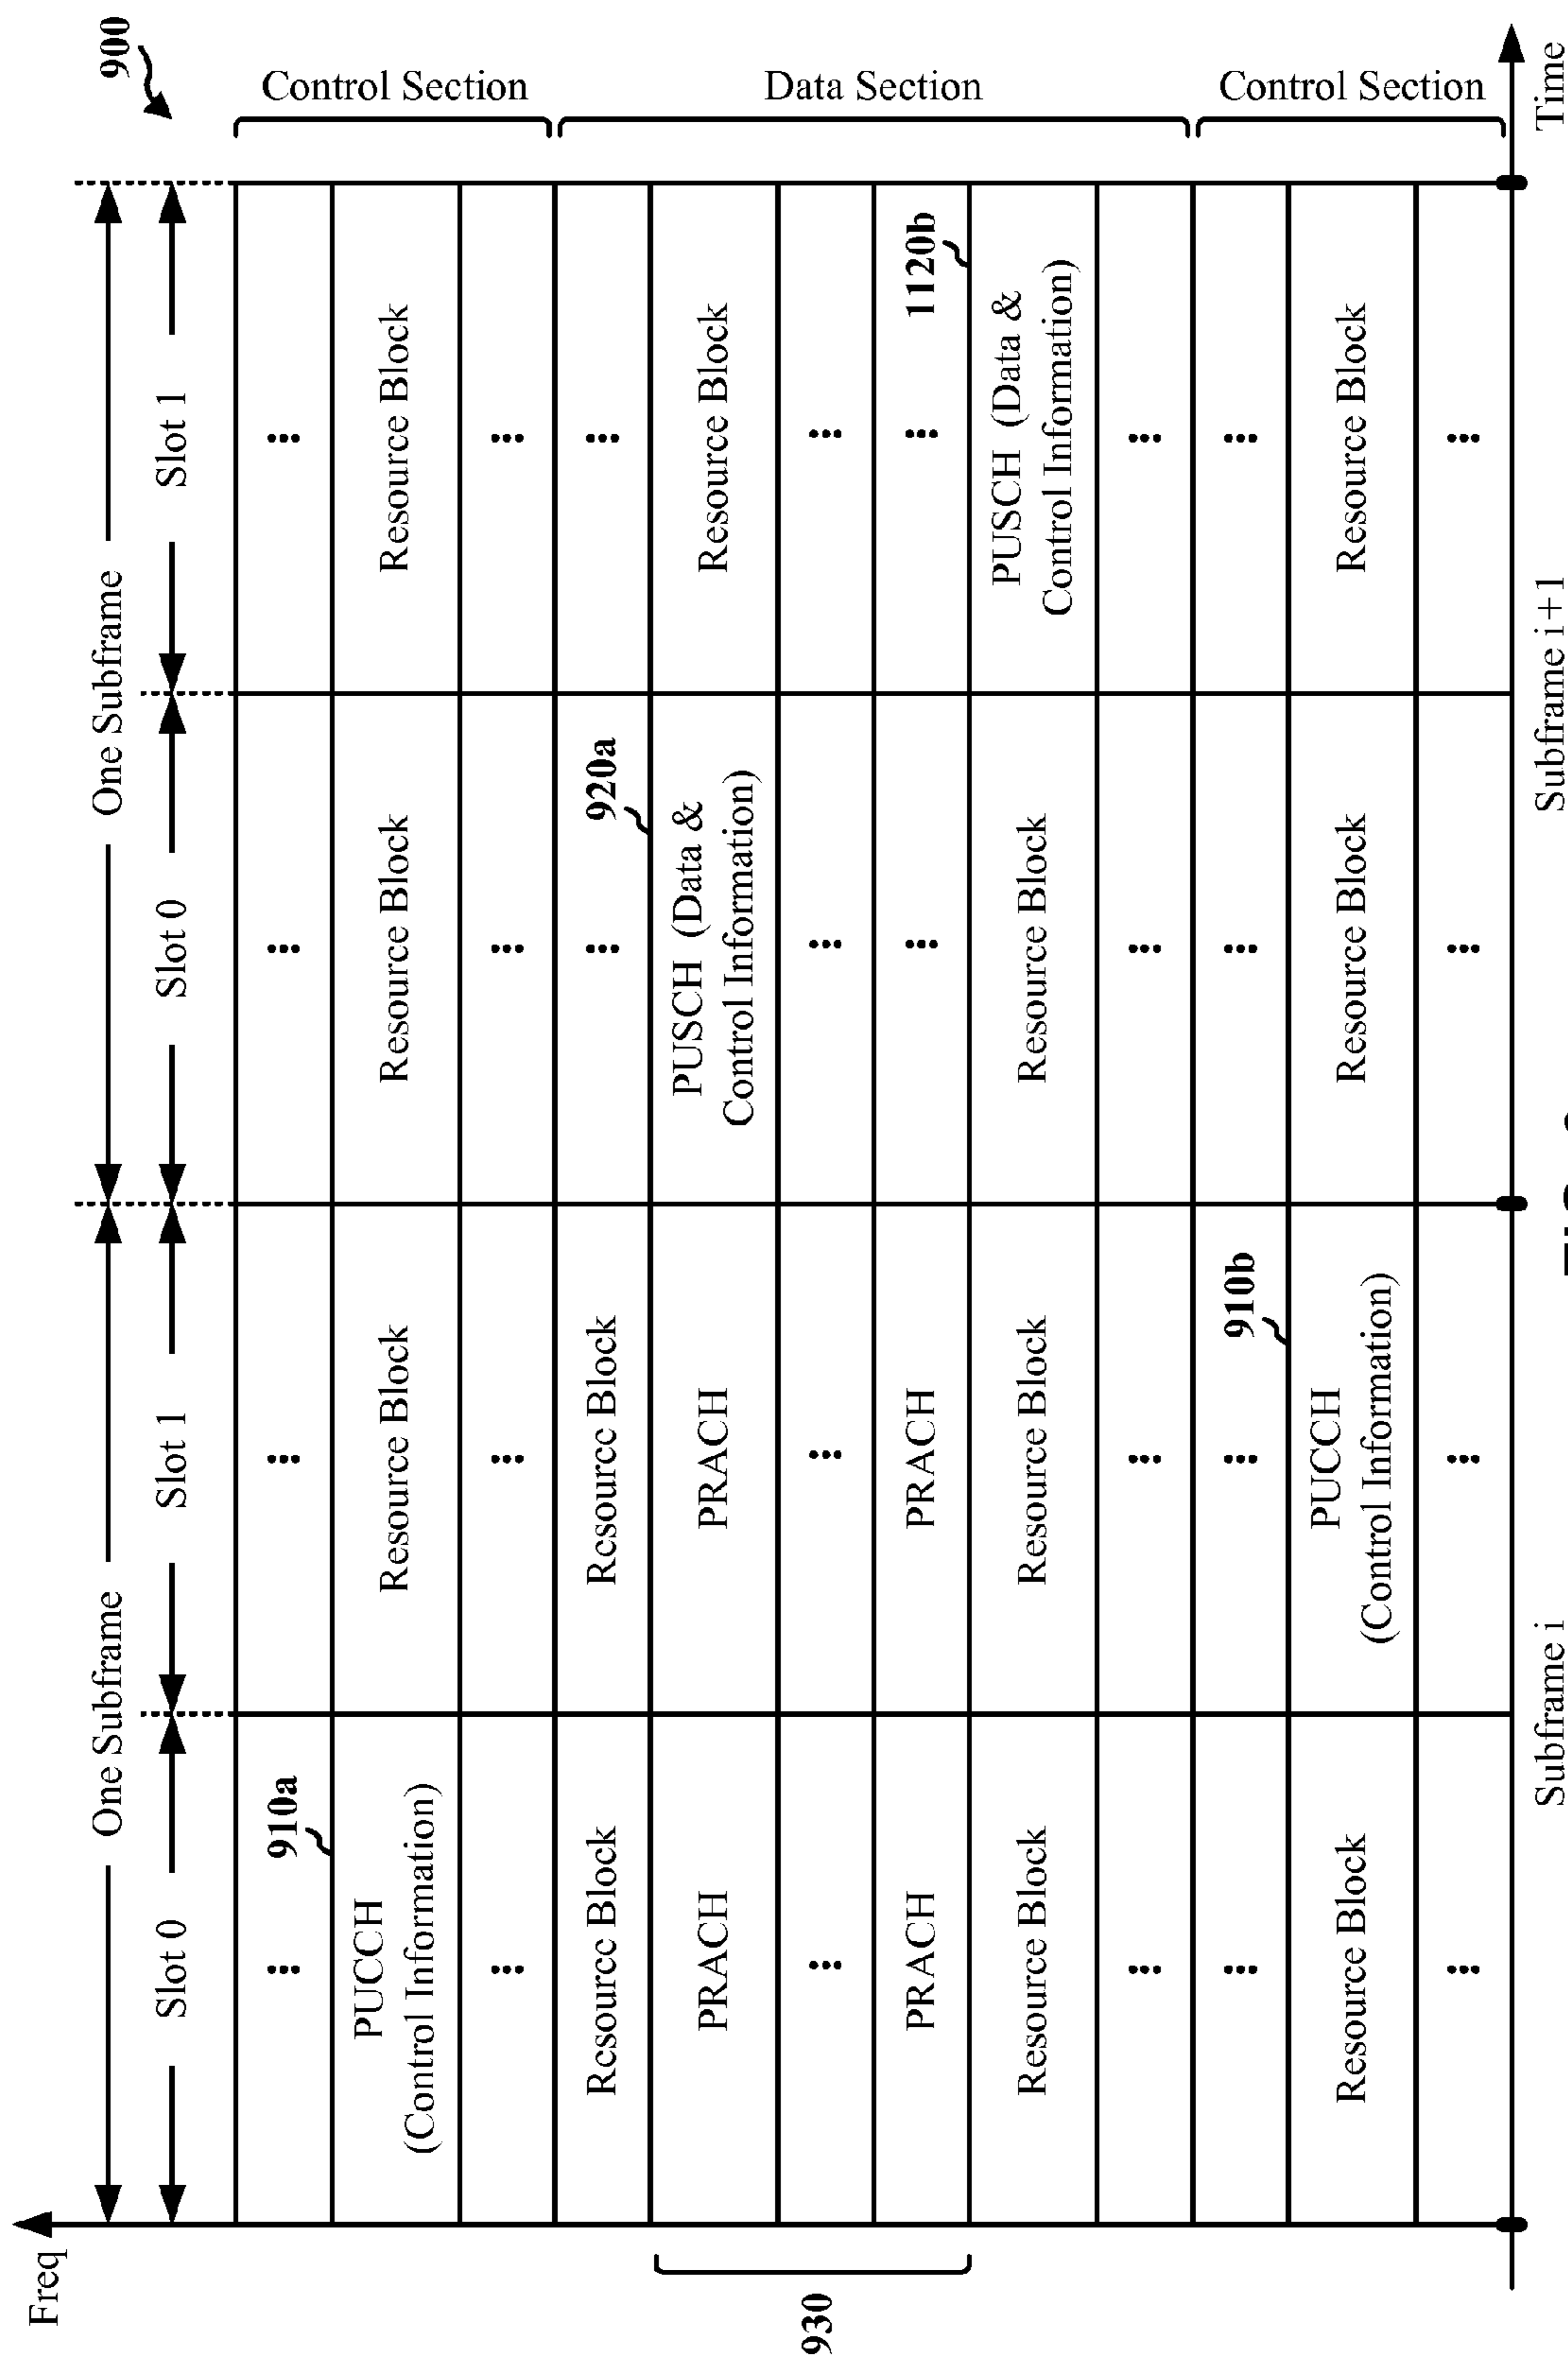 900
Freq
One Subframe
One Subframe
Slot 0
Slot 1
Slot 0
Slot 1
Control Section
Data Section
Control Section
910a
PUCCH
(Control Information)
Resource Block
Resource Block
Resource Block
Resource Block
Resource Block
920a
930
PRACH
PRACH
PUSCH (Data &
Control Information)
Resource Block
PRACH
PRACH
1120b
Resource Block
Resource Block
Resource Block
PUSCH (Data &
Control Information)
910b
Resource Block
PUCCH
(Control Information)
Resource Block
Resource Block
Subframe i
Subframe i+1
Time